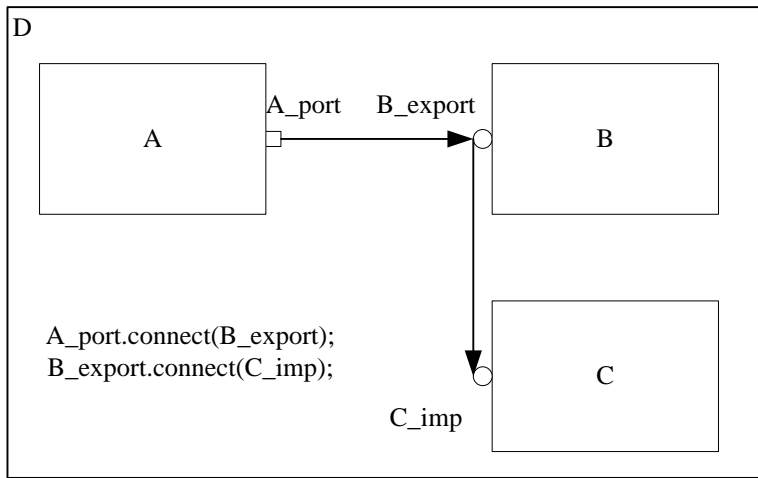 D
A_port
B_export
A
B
A_port.connect(B_export);
B_export.connect(C_imp);
C
C_imp